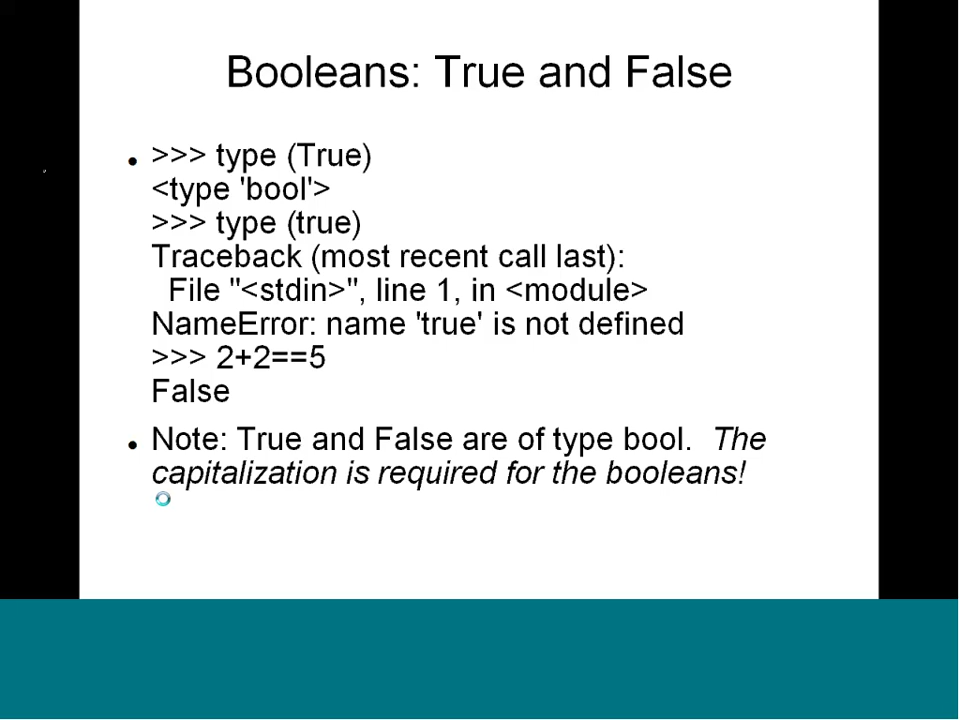 Booleans: True and False
• >>> type (True)
<type 'bool'>
>>> type (true)
Traceback (most recent call last):
  File "<stdin>", line 1, in <module>
NameError: name 'true' is not defined
>>> 2+2==5
False
• Note: True and False are of type bool.  The
capitalization is required for the booleans!